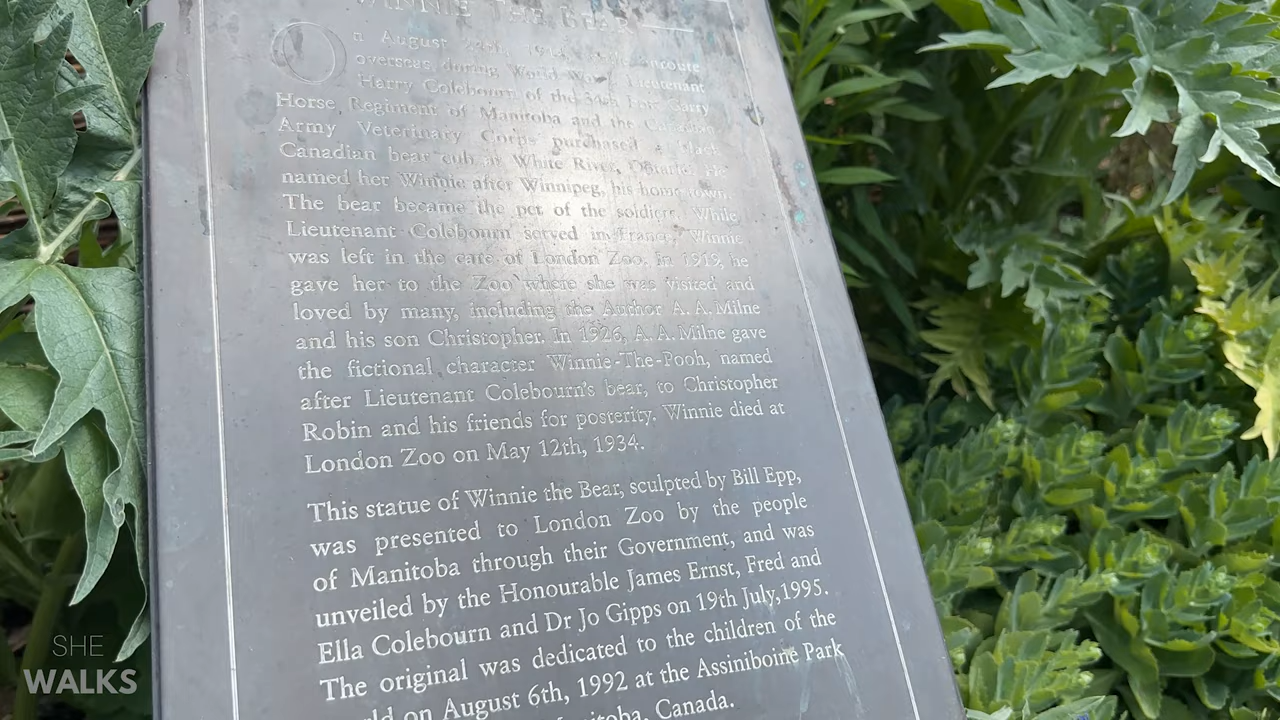 WINNIE THE BEAR
On August 24th, 1914, while enroute
overseas, during World War I, Lieutenant
Harry Colebourn of the 34th Fort Garry
Horse Regiment of Manitoba and the Canadian
Army Veterinary Corps purchased a black
Canadian bear cub at White River, Ontario. He
named her Winnie after Winnipeg, his home town.
The bear became the pet of the soldiers. While
Lieutenant Colebourn served in France, Winnie
was left in the care of London Zoo. In 1919, he
gave her to the Zoo where she was visited and
loved by many, including the Author A. A. Milne
and his son Christopher. In 1926, A. A. Milne gave
the fictional character Winnie-The-Pooh, named
after Lieutenant Colebourn's bear, to Christopher
Robin and his friends for posterity. Winnie died at
London Zoo on May 12th, 1934.
This statue of Winnie the Bear, sculpted by Bill Epp,
was presented to London Zoo by the people
of Manitoba through their Government, and was
unveiled by the Honourable James Ernst, Fred and
Ella Colebourn and Dr Jo Gipps on 19th July,1995.
The original was dedicated to the children of the
on August 6th, 1992 at the Assiniboine Park
Canada.
SHE
WALKS